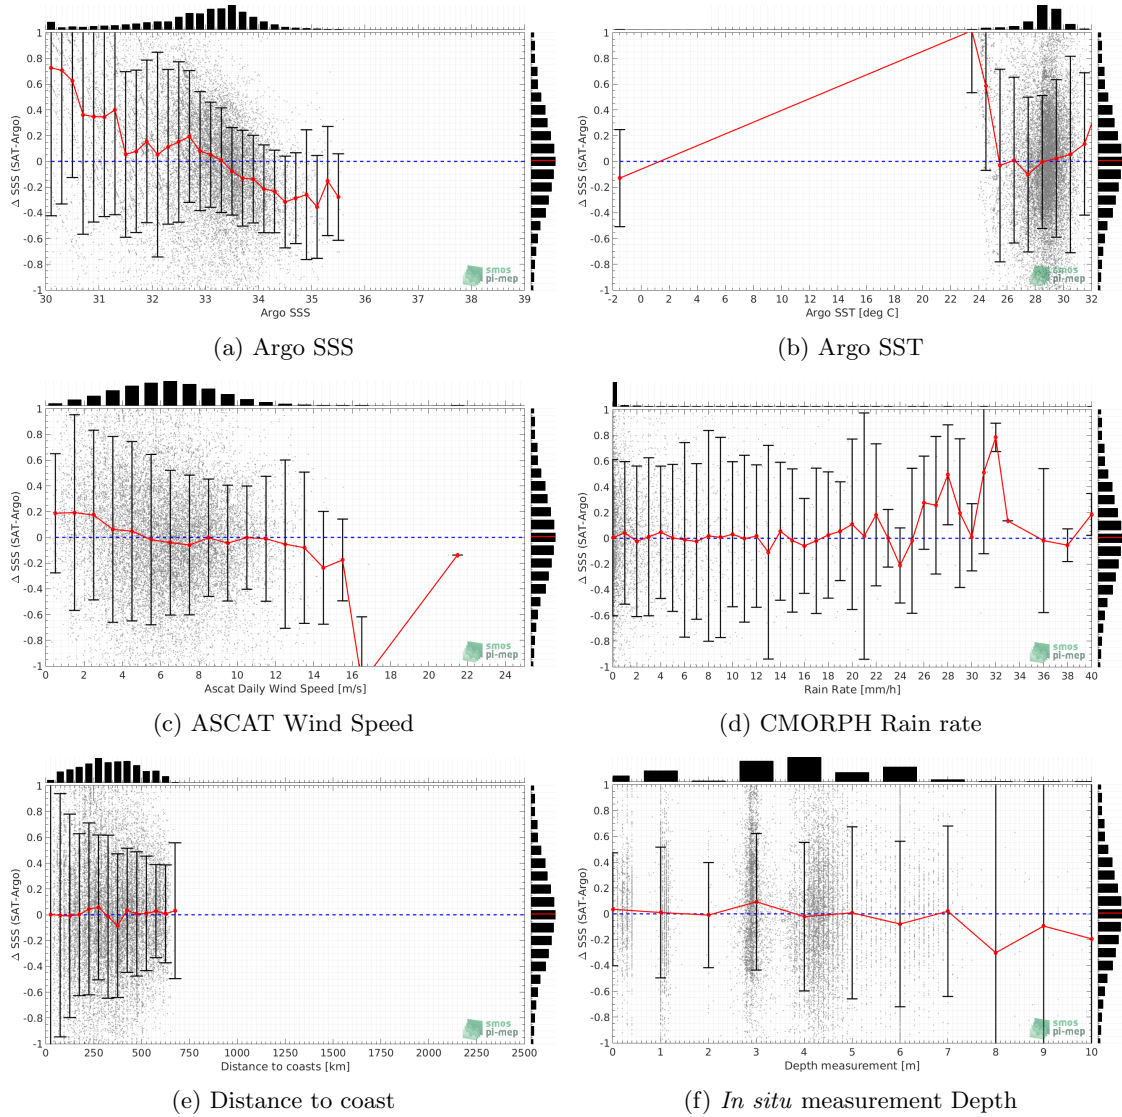 1
0.8
0.6
0.4
0.2
0
-0.2
-0.4
-0.6
-0.8
-1
Δ SSS (SAT-Argo)
smos
pi-mep
30 31 32 33 34 35 36 37 38 39
Argo SSS
(a) Argo SSS
1
0.8
0.6
0.4
0.2
0
-0.2
-0.4
-0.6
-0.8
-1
Δ SSS (SAT-Argo)
smos
pi-mep
-2 0 2 4 6 8 10 12 14 16 18 20 22 24 26 28 30 32
Argo SST [deg C]
(b) Argo SST
1
0.8
0.6
0.4
0.2
0
-0.2
-0.4
-0.6
-0.8
-1
Δ SSS (SAT-Argo)
smos
pi-mep
0 2 4 6 8 10 12 14 16 18 20 22 24
Ascat Daily Wind Speed [m/s]
(c) ASCAT Wind Speed
1
0.8
0.6
0.4
0.2
0
-0.2
-0.4
-0.6
-0.8
-1
Δ SSS (SAT-Argo)
smos
pi-mep
0 2 4 6 8 10 12 14 16 18 20 22 24 26 28 30 32 34 36 38 40
Rain Rate [mm/h]
(d) CMORPH Rain rate
1
0.8
0.6
0.4
0.2
0
-0.2
-0.4
-0.6
-0.8
-1
Δ SSS (SAT-Argo)
smos
pi-mep
0 250 500 750 1000 1250 1500 1750 2000 2250 2500
Distance to coasts [km]
(e) Distance to coast
1
0.8
0.6
0.4
0.2
0
-0.2
-0.4
-0.6
-0.8
-1
Δ SSS (SAT-Argo)
smos
pi-mep
0 1 2 3 4 5 6 7 8 9 10
Depth measurement [m]
(f) In situ measurement Depth